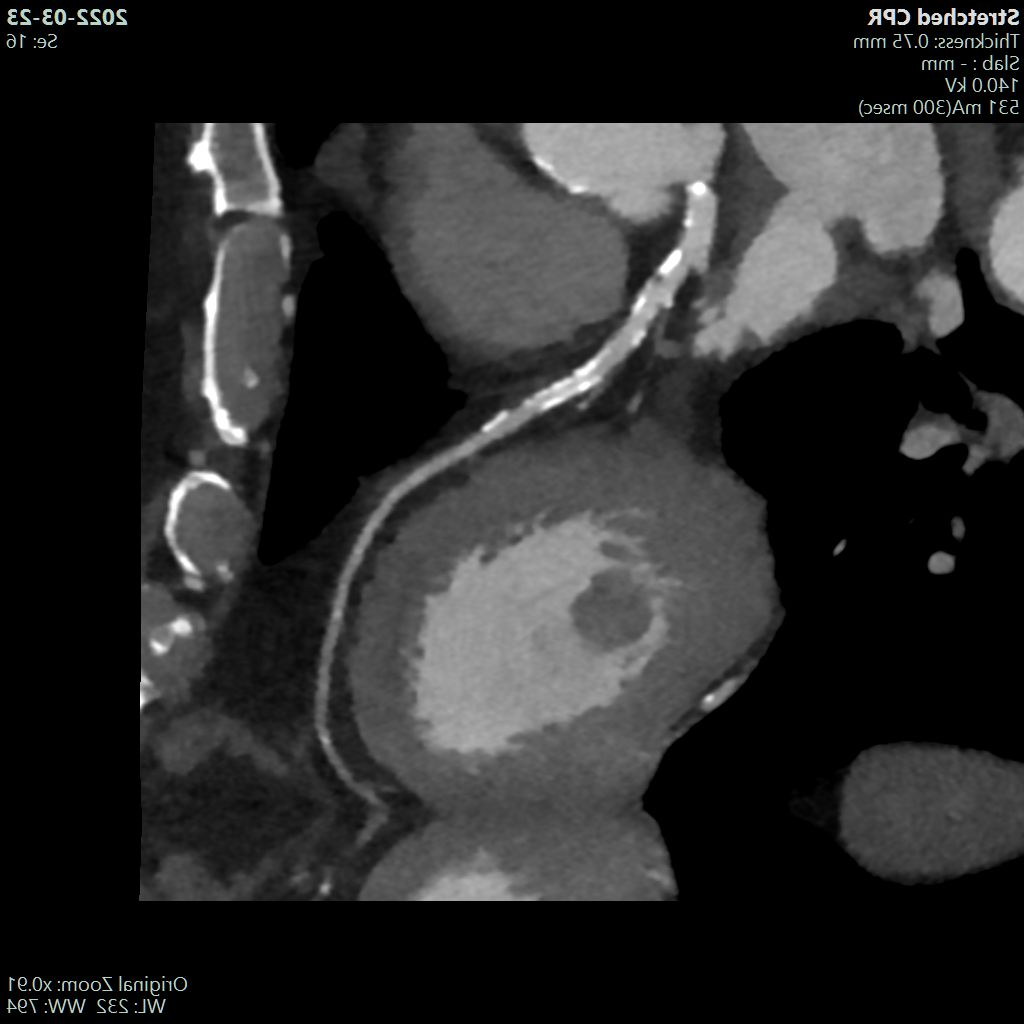 Stretched CPR
Thickness: 0.75 mm
Slab : - mm
140.0 kV
531 mA(300 msec)
2022-03-23
Se: 16
Original Zoom: x0.91
WL: 232 WW: 794